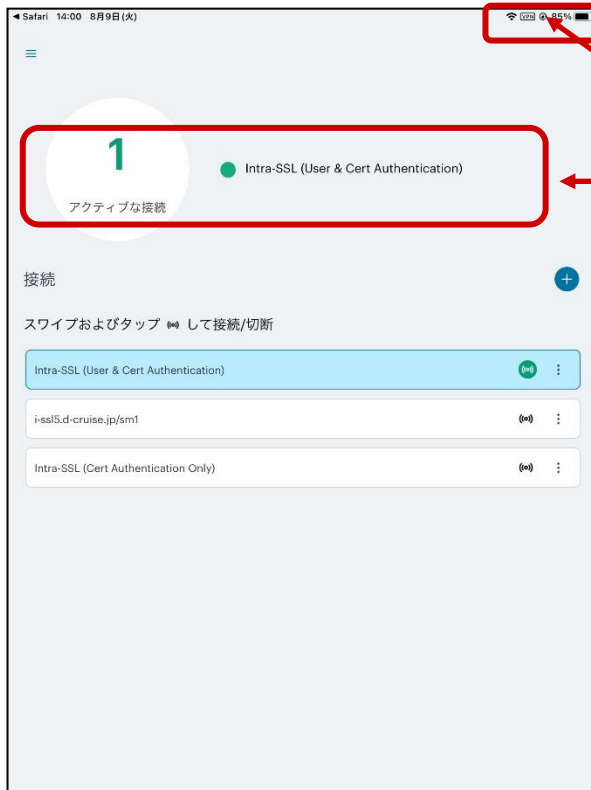 ◀ Safari 14:00 8月9日(火) VPN 85%
1
Intra-SSL (User & Cert Authentication)
アクティブな接続
接続
スワイプおよびタップ して接続/切断
Intra-SSL (User & Cert Authentication)
i-ssl5.d-cruise.jp/sm1
Intra-SSL (Cert Authentication Only)